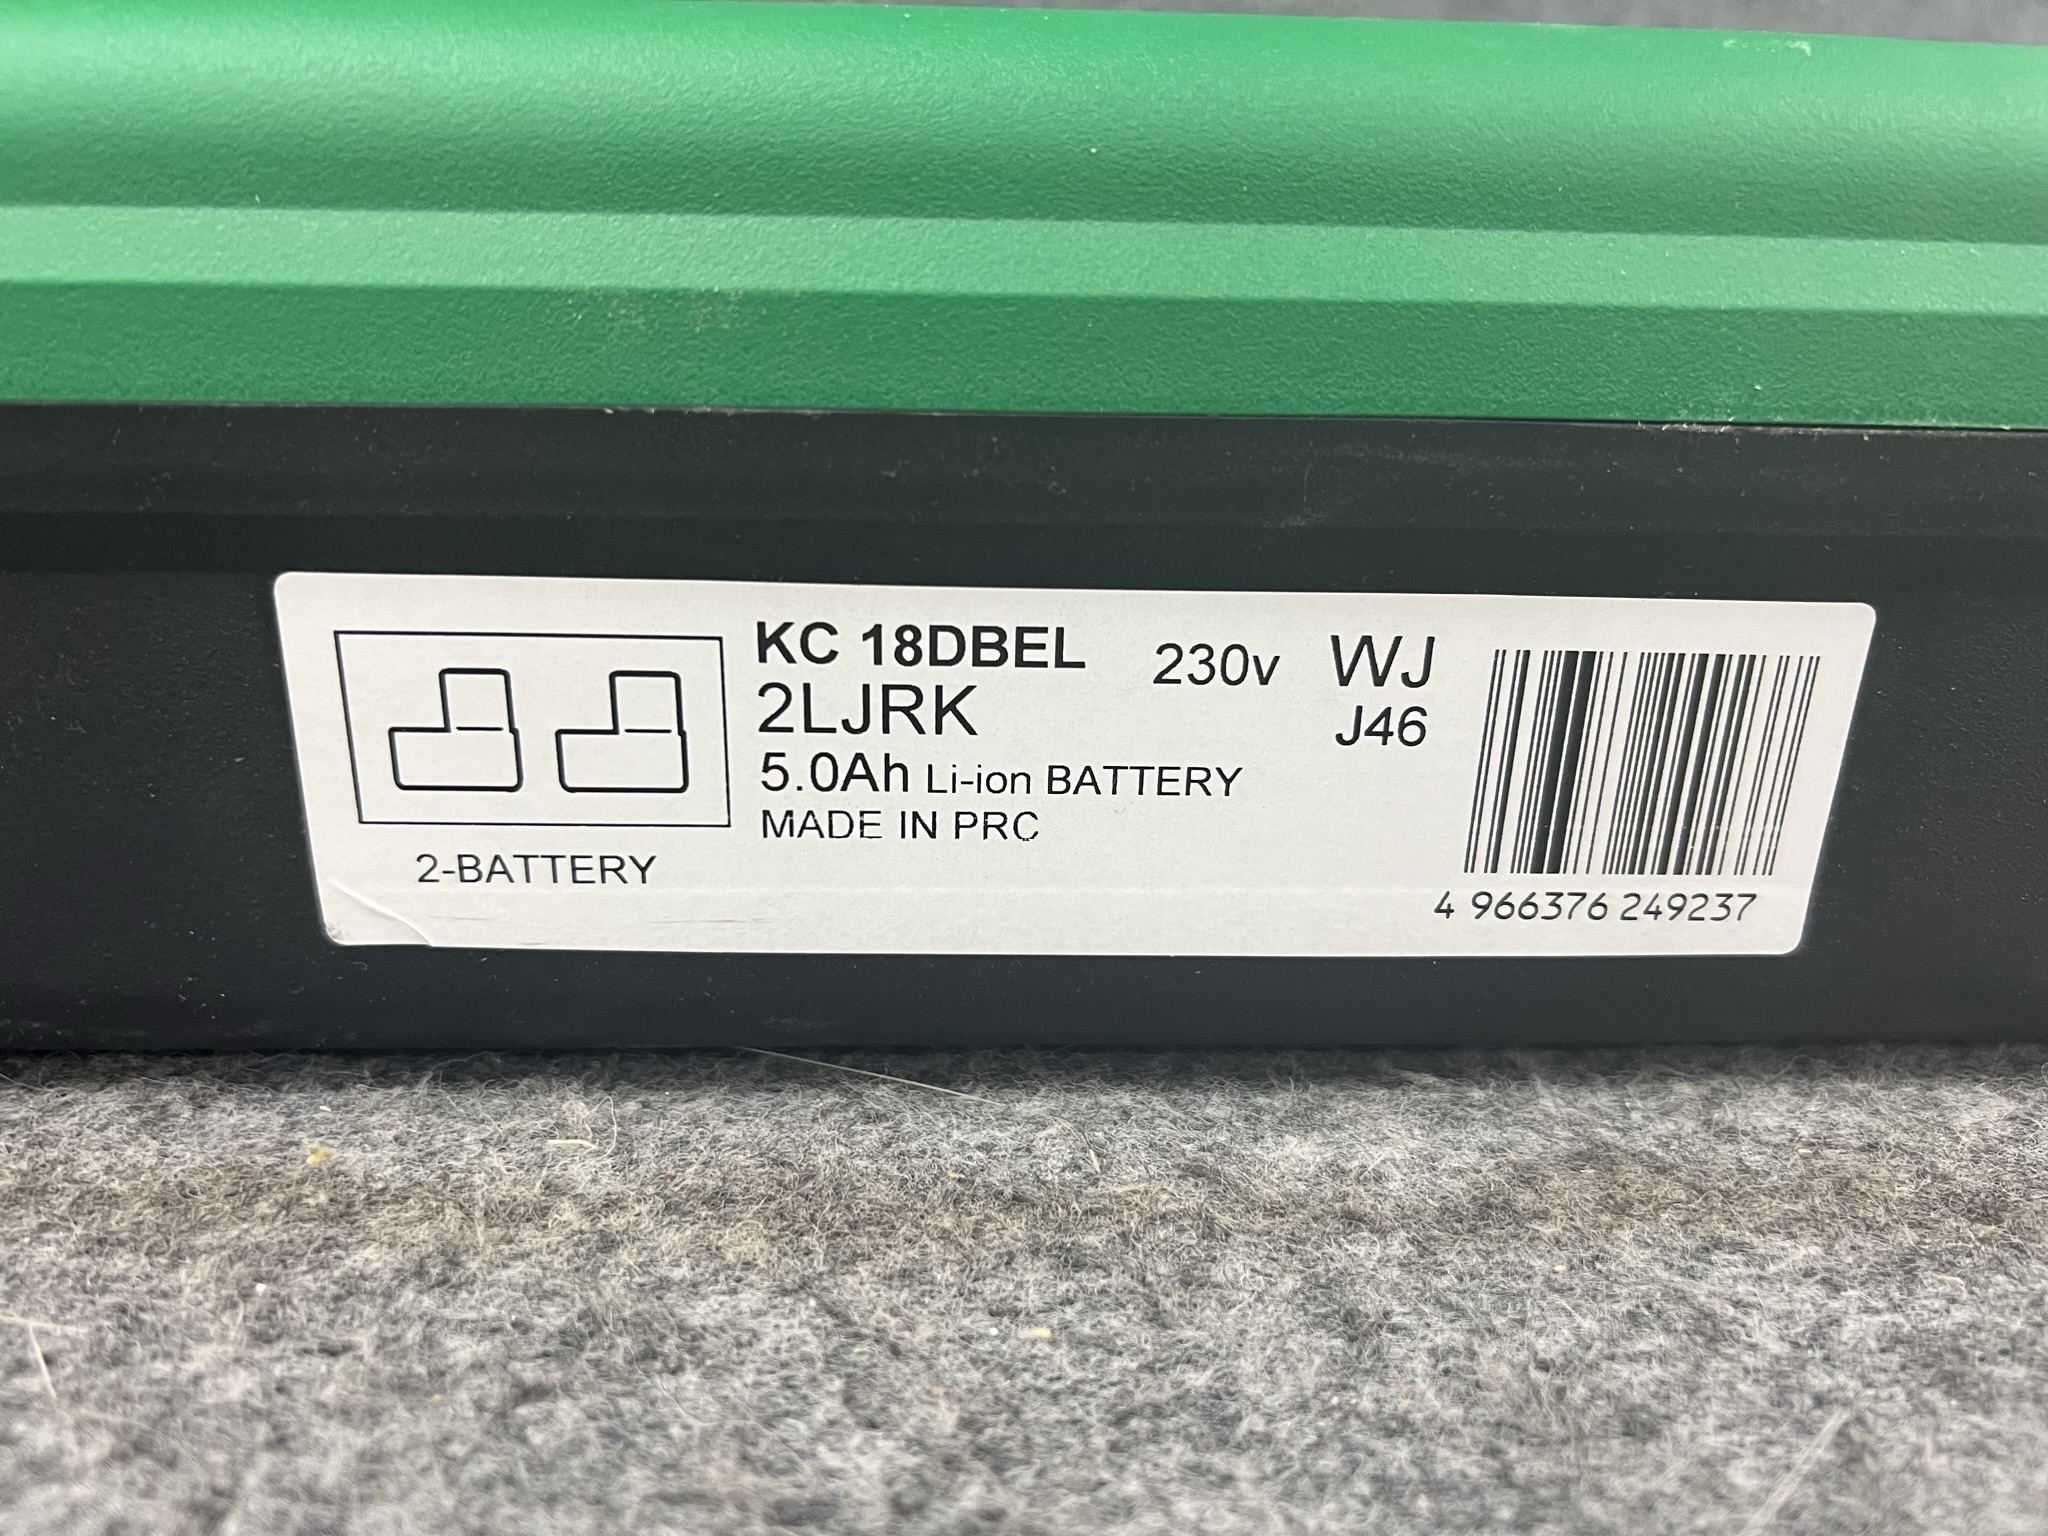 KC 18DBEL
2LJRK
5.0Ah Li-ion BATTERY
MADE IN PRC
230v
WJ
J46
2-BATTERY
4 966376 249237